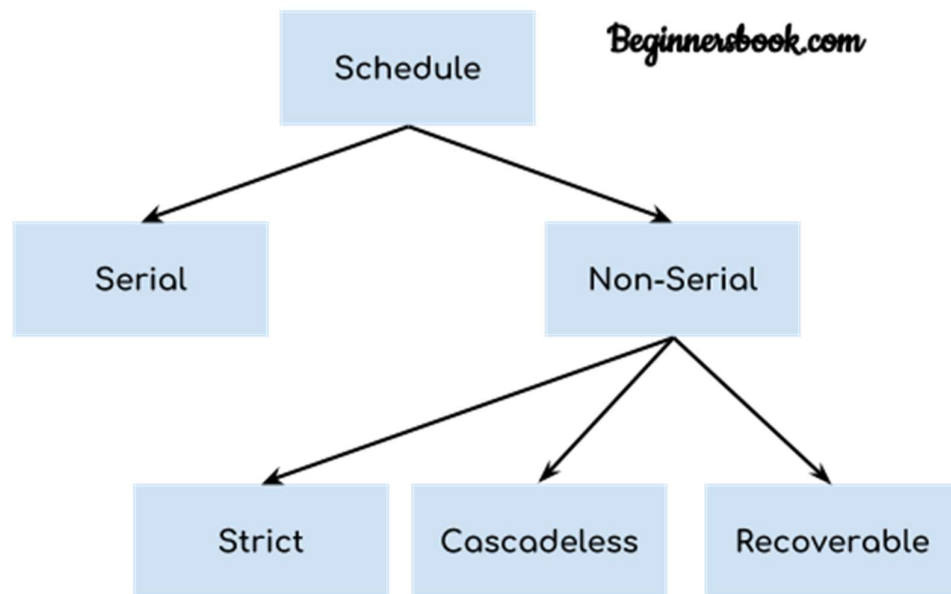 Beginnersbook.com
Schedule
Serial
Non-Serial
Strict
Cascadeless
Recoverable